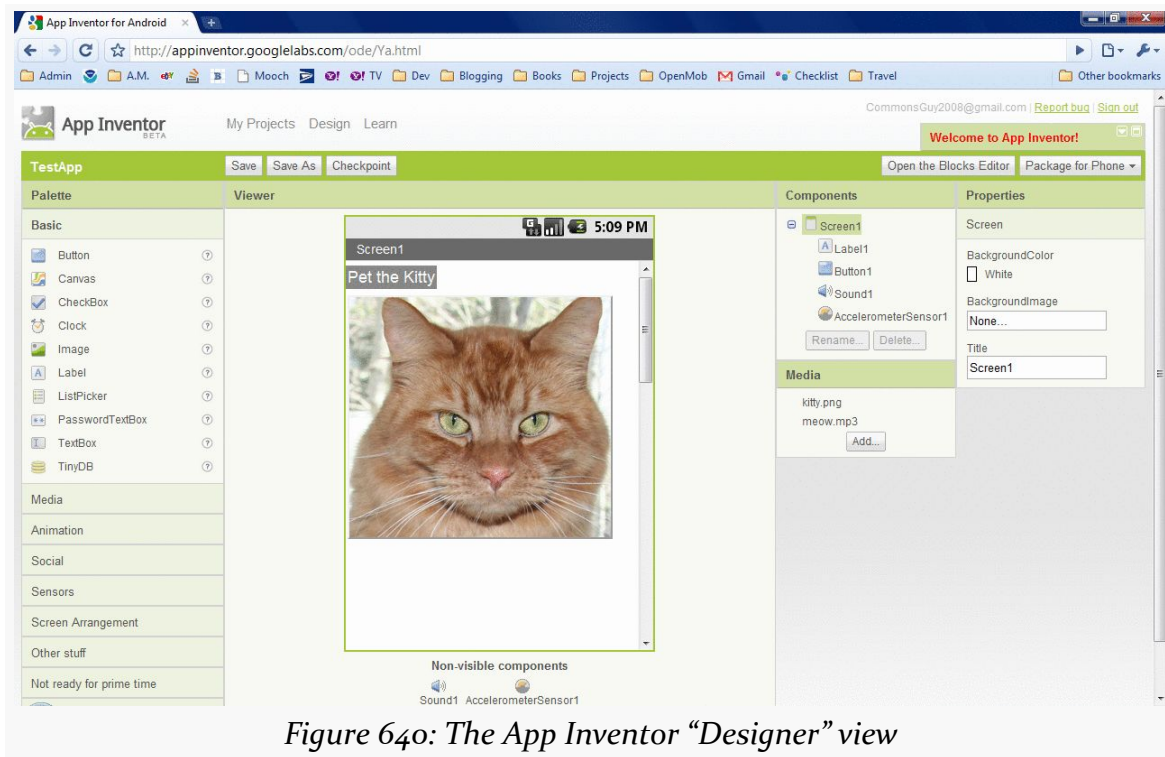 App Inventor for Android
http://appinventor.googlelabs.com/ode/Ya.html
Admin A.M. Mooch TV Dev Blogging Books Projects OpenMob Gmail Checklist Travel Other bookmarks
CommonsGuy2008@gmail.com | Report bug | Sign out
App Inventor
BETA
My Projects Design Learn
Welcome to App Inventor!
TestApp Save Save As Checkpoint Open the Blocks Editor Package for Phone
Palette
Basic
Button
Canvas
CheckBox
Clock
Image
Label
ListPicker
PasswordTextBox
TextBox
TinyDB
Media
Animation
Social
Sensors
Screen Arrangement
Other stuff
Not ready for prime time
Viewer
5:09 PM
Screen1
Pet the Kitty
Non-visible components
Sound1 AccelerometerSensor1
Components
Screen1
Label1
Button1
Sound1
AccelerometerSensor1
Rename... Delete...
Media
kitty.png
meow.mp3
Add...
Properties
Screen
BackgroundColor
White
BackgroundImage
None...
Title
Screen1
Figure 640: The App Inventor “Designer” view